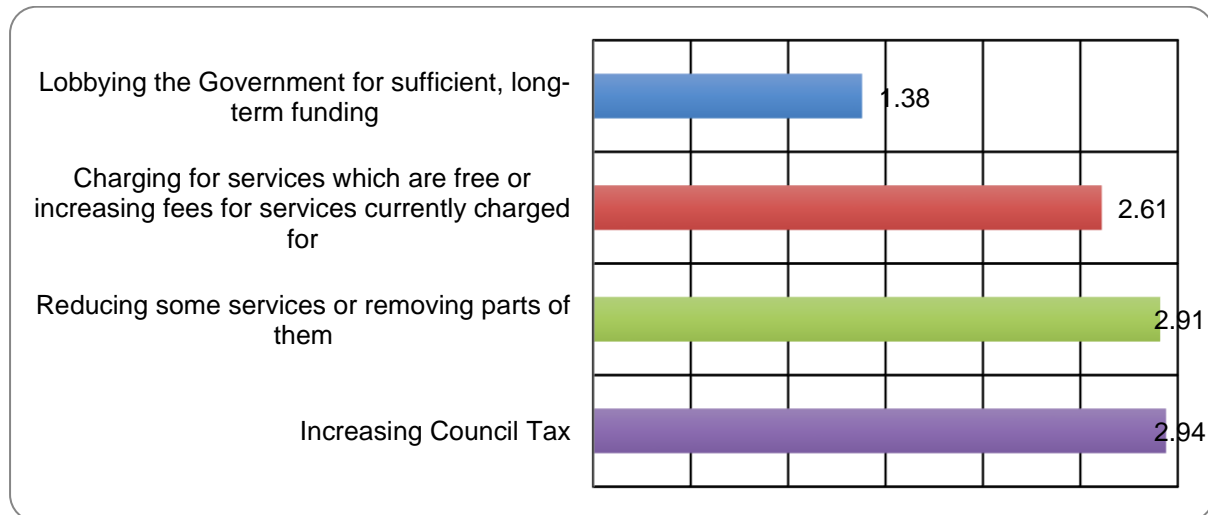 Lobbying the Government for sufficient, long-
term funding
1.38
Charging for services which are free or
increasing fees for services currently charged
for
2.61
Reducing some services or removing parts of
them
2.91
Increasing Council Tax
2.94